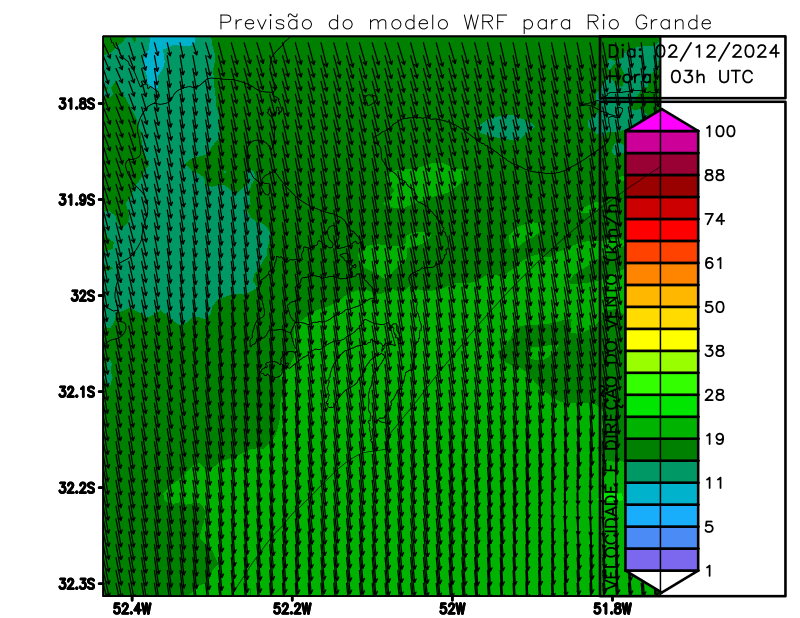 Previsão do modelo WRF para Rio Grande
Dia: 02/12/2024
Hora: 03h UTC
31.8S
31.9S
32S
32.1S
32.2S
32.3S
52.4W
52.2W
52W
51.8W
VELOCIDADE E DIREÇÃO DO VENTO (km/h)
100
88
74
61
50
38
28
19
11
5
1